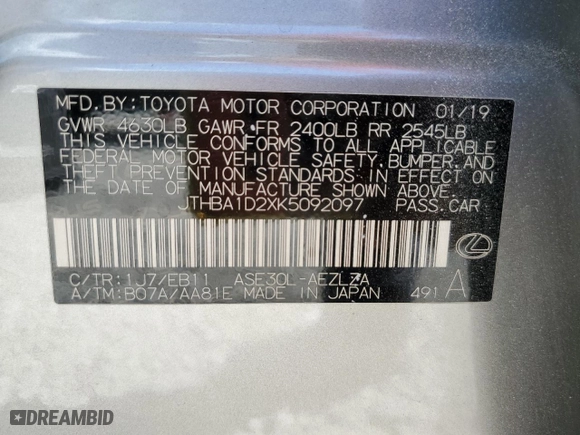 MFD. BY: TOYOTA MOTOR CORPORATION 01/19
GVWR 4630LB GAWR FR 2400LB RR 2545LB
THIS VEHICLE CONFORMS TO ALL APPLICABLE
FEDERAL MOTOR VEHICLE SAFETY, BUMPER, AND
THEFT PREVENTION STANDARDS IN EFFECT ON
THE DATE OF MANUFACTURE SHOWN ABOVE.
JTHBA1D2XK5092097 PASS.CAR
C/TR: 1J7/EB11 ASE30L-AEZLZA
A/TM: B07A/AA81E MADE IN JAPAN 491 A
DREAMBID